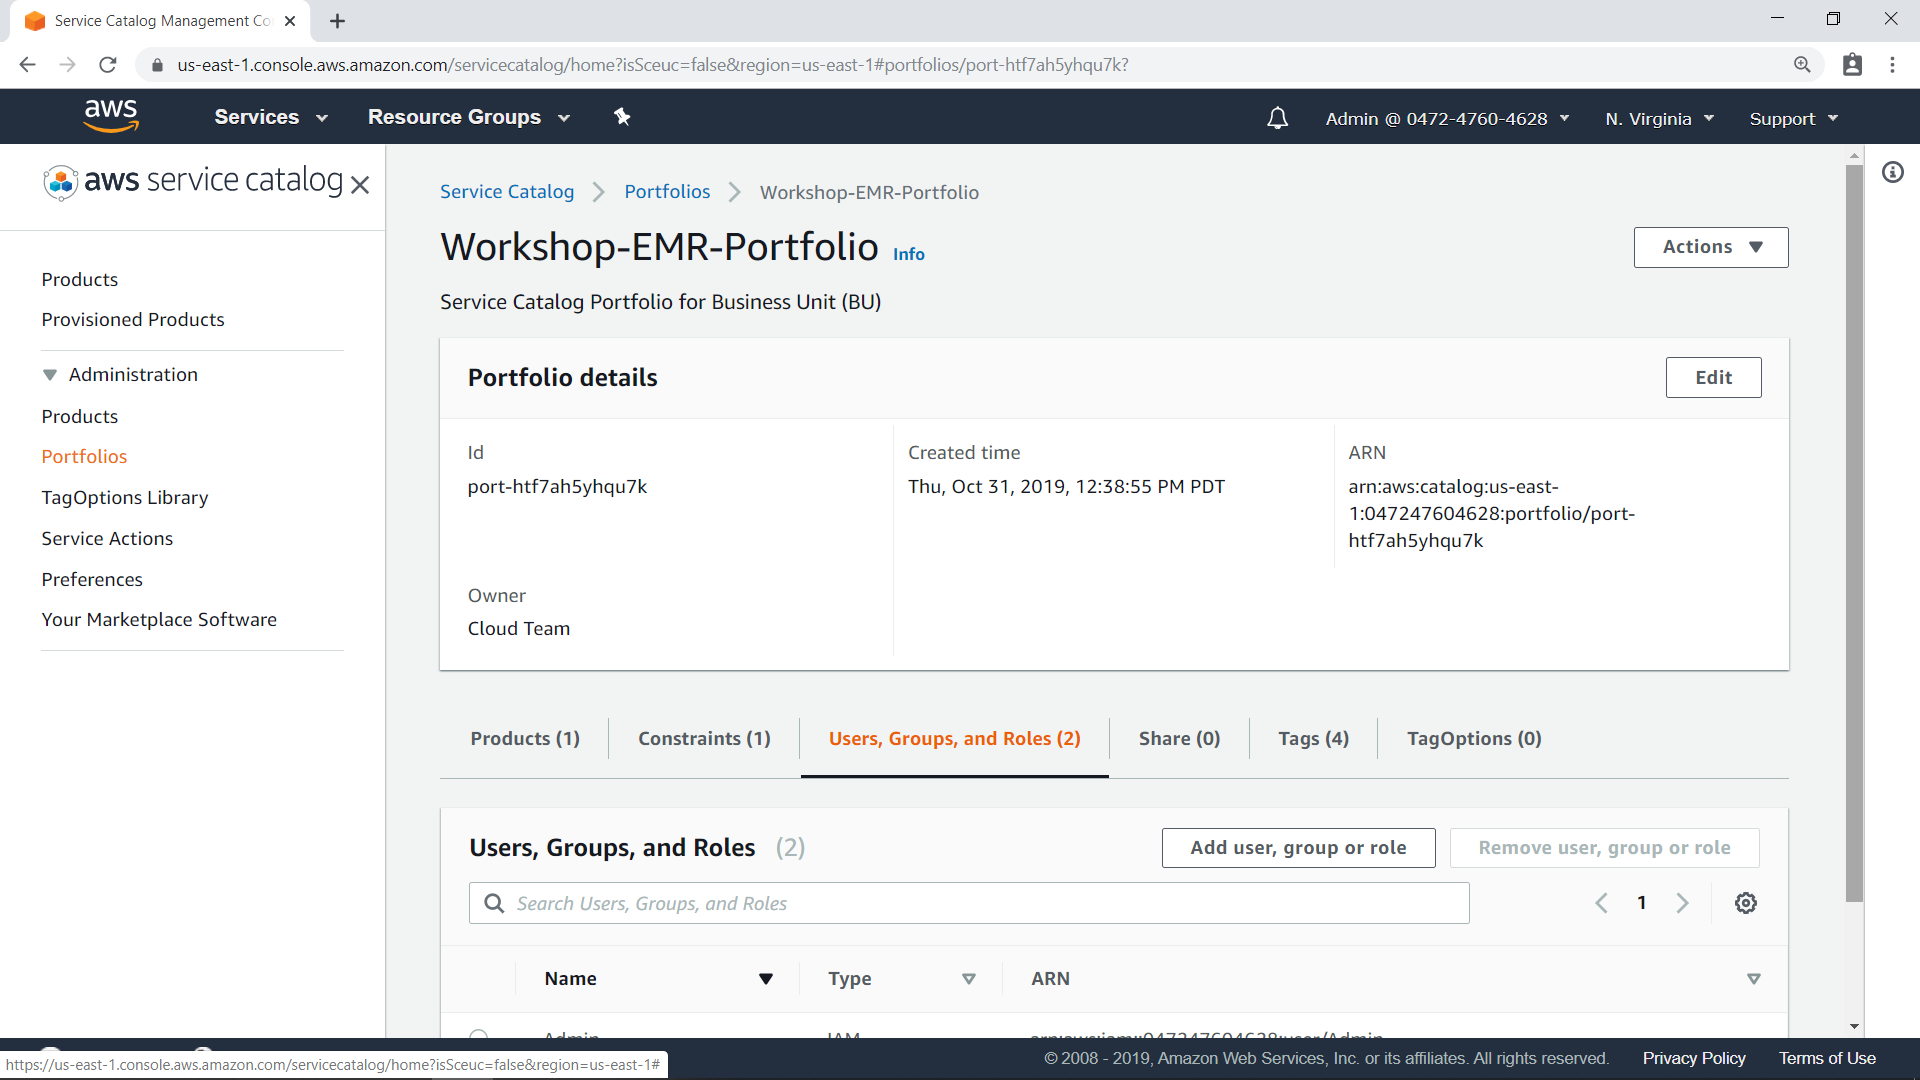 Service Catalog Management Co
us-east-1.console.aws.amazon.com/servicecatalog/home?isSceuc=false&region=us-east-1#portfolios/port-htf7ah5yhqu7k?
aws
Services
Resource Groups
Admin @ 0472-4760-4628
N. Virginia
Support
aws service catalog
Products
Provisioned Products
Administration
Products
Portfolios
TagOptions Library
Service Actions
Preferences
Your Marketplace Software
Service Catalog
Portfolios
Workshop-EMR-Portfolio
Workshop-EMR-Portfolio
Info
Actions
Service Catalog Portfolio for Business Unit (BU)
Portfolio details
Edit
Id
port-htf7ah5yhqu7k
Created time
Thu, Oct 31, 2019, 12:38:55 PM PDT
ARN
arn:aws:catalog:us-east-
1:047247604628:portfolio/port-
htf7ah5yhqu7k
Owner
Cloud Team
Products (1)
Constraints (1)
Users, Groups, and Roles (2)
Share (0)
Tags (4)
TagOptions (0)
Users, Groups, and Roles (2)
Add user, group or role
Remove user, group or role
Search Users, Groups, and Roles
1
Name
Type
ARN
Admin
IAM
arn:aws:iam::047247604628:user/Admin
https://us-east-1.console.aws.amazon.com/servicecatalog/home?isSceuc=false&region=us-east-1#
© 2008 - 2019, Amazon Web Services, Inc. or its affiliates. All rights reserved.
Privacy Policy
Terms of Use